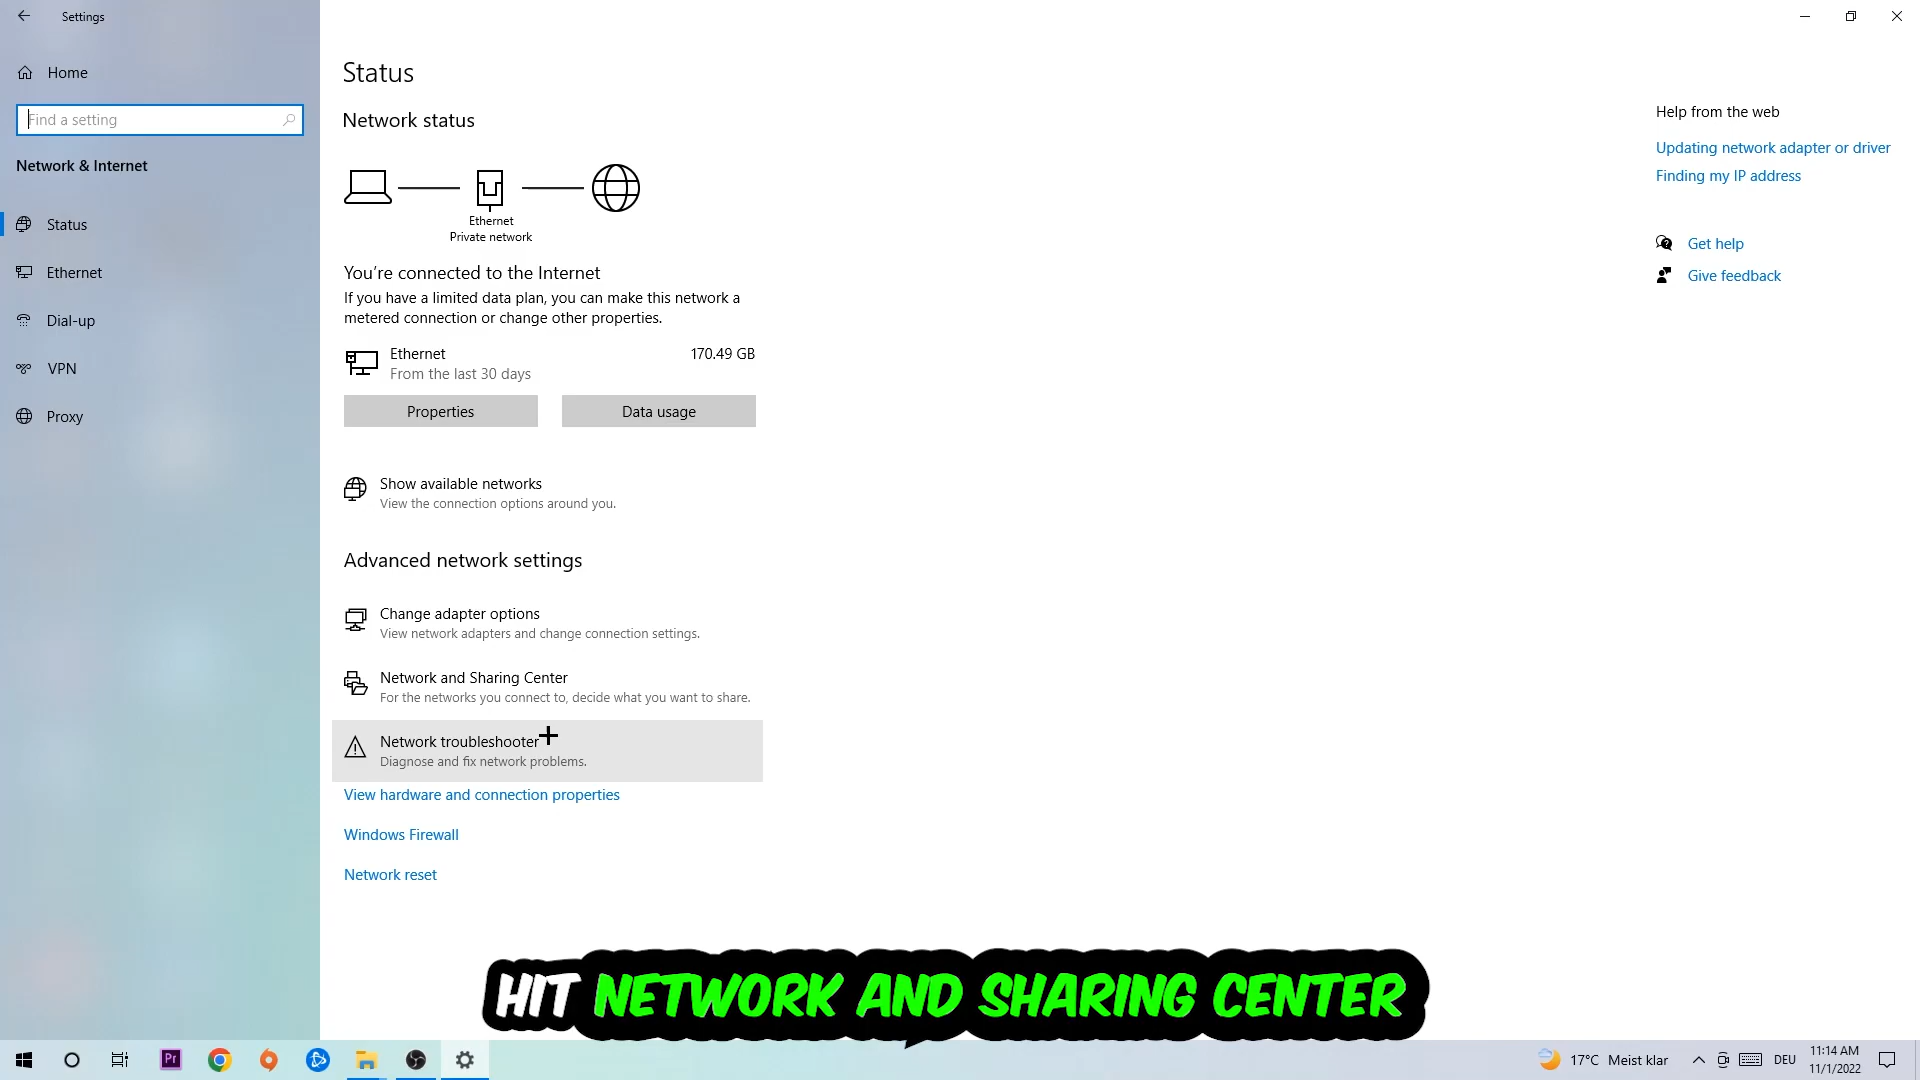 Settings
Home
Find a setting
Network & Internet
Status
Ethernet
Dial-up
VPN
Proxy
Status
Network status
Ethernet
Private network
You're connected to the Internet
If you have a limited data plan, you can make this network a
metered connection or change other properties.
Ethernet 170.49 GB
From the last 30 days
Properties Data usage
Show available networks
View the connection options around you.
Advanced network settings
Change adapter options
View network adapters and change connection settings.
Network and Sharing Center
For the networks you connect to, decide what you want to share.
Network troubleshooter
Diagnose and fix network problems.
View hardware and connection properties
Windows Firewall
Network reset
Help from the web
Updating network adapter or driver
Finding my IP address
Get help
Give feedback
HIT NETWORK AND SHARING CENTER
Pr
17°C Meist klar
DEU
11:14 AM
11/1/2022